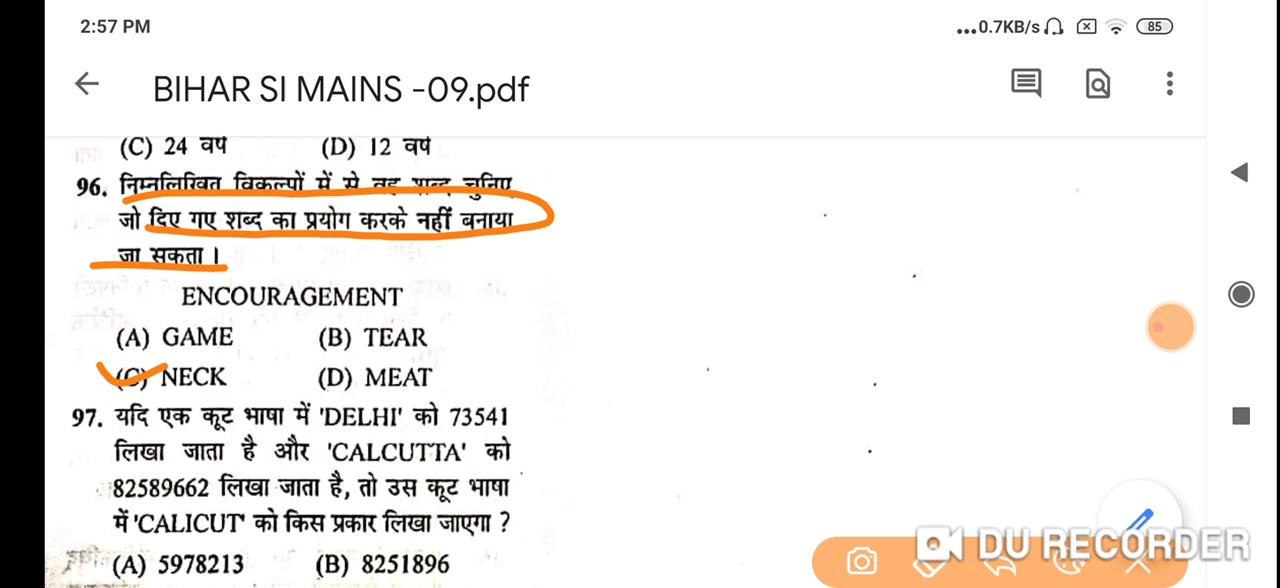 2:57 PM
...0.7KB/s
85
BIHAR SI MAINS -09.pdf
(C) 24 वर्ष (D) 12 वर्ष
96. निम्नलिखित विकल्पों में से वह शब्द चुनिए
जो दिए गए शब्द का प्रयोग करके नहीं बनाया
जा सकता।
ENCOURAGEMENT
(A) GAME (B) TEAR
(C) NECK (D) MEAT
97. यदि एक कूट भाषा में 'DELHI' को 73541
लिखा जाता है और 'CALCUTTA' को
82589662 लिखा जाता है, तो उस कूट भाषा
में 'CALICUT' को किस प्रकार लिखा जाएगा ?
(A) 5978213 (B) 8251896
DU RECORDER